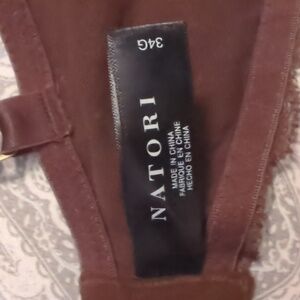 34G
NATORI
MADE IN CHINA
FABRIQUÉ EN CHINE
HECHO EN CHINA